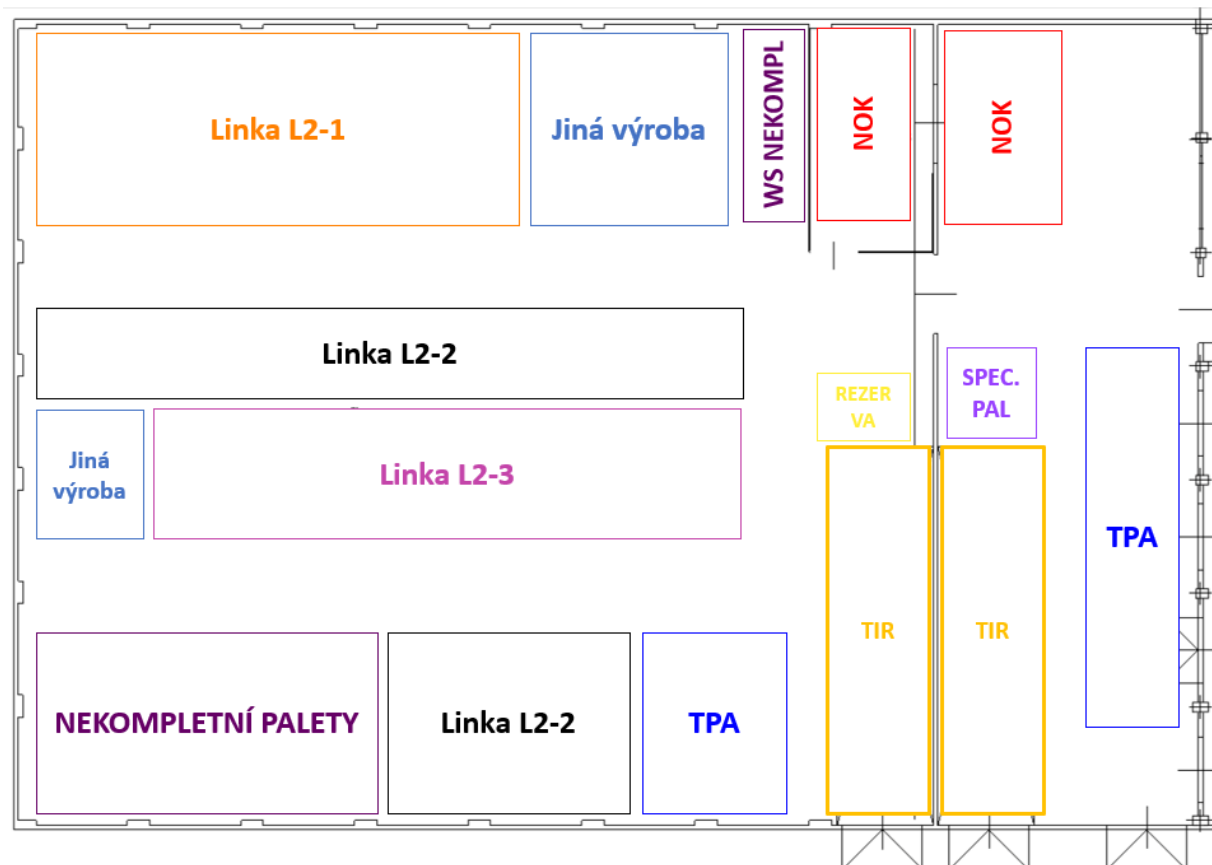 Linka L2-1
Jiná výroba
WS NEKOMPL
NOK
NOK
Linka L2-2
REZER
VA
SPEC.
PAL
Jiná
výroba
Linka L2-3
TPA
TIR
TIR
NEKOMPLETNÍ PALETY
Linka L2-2
TPA